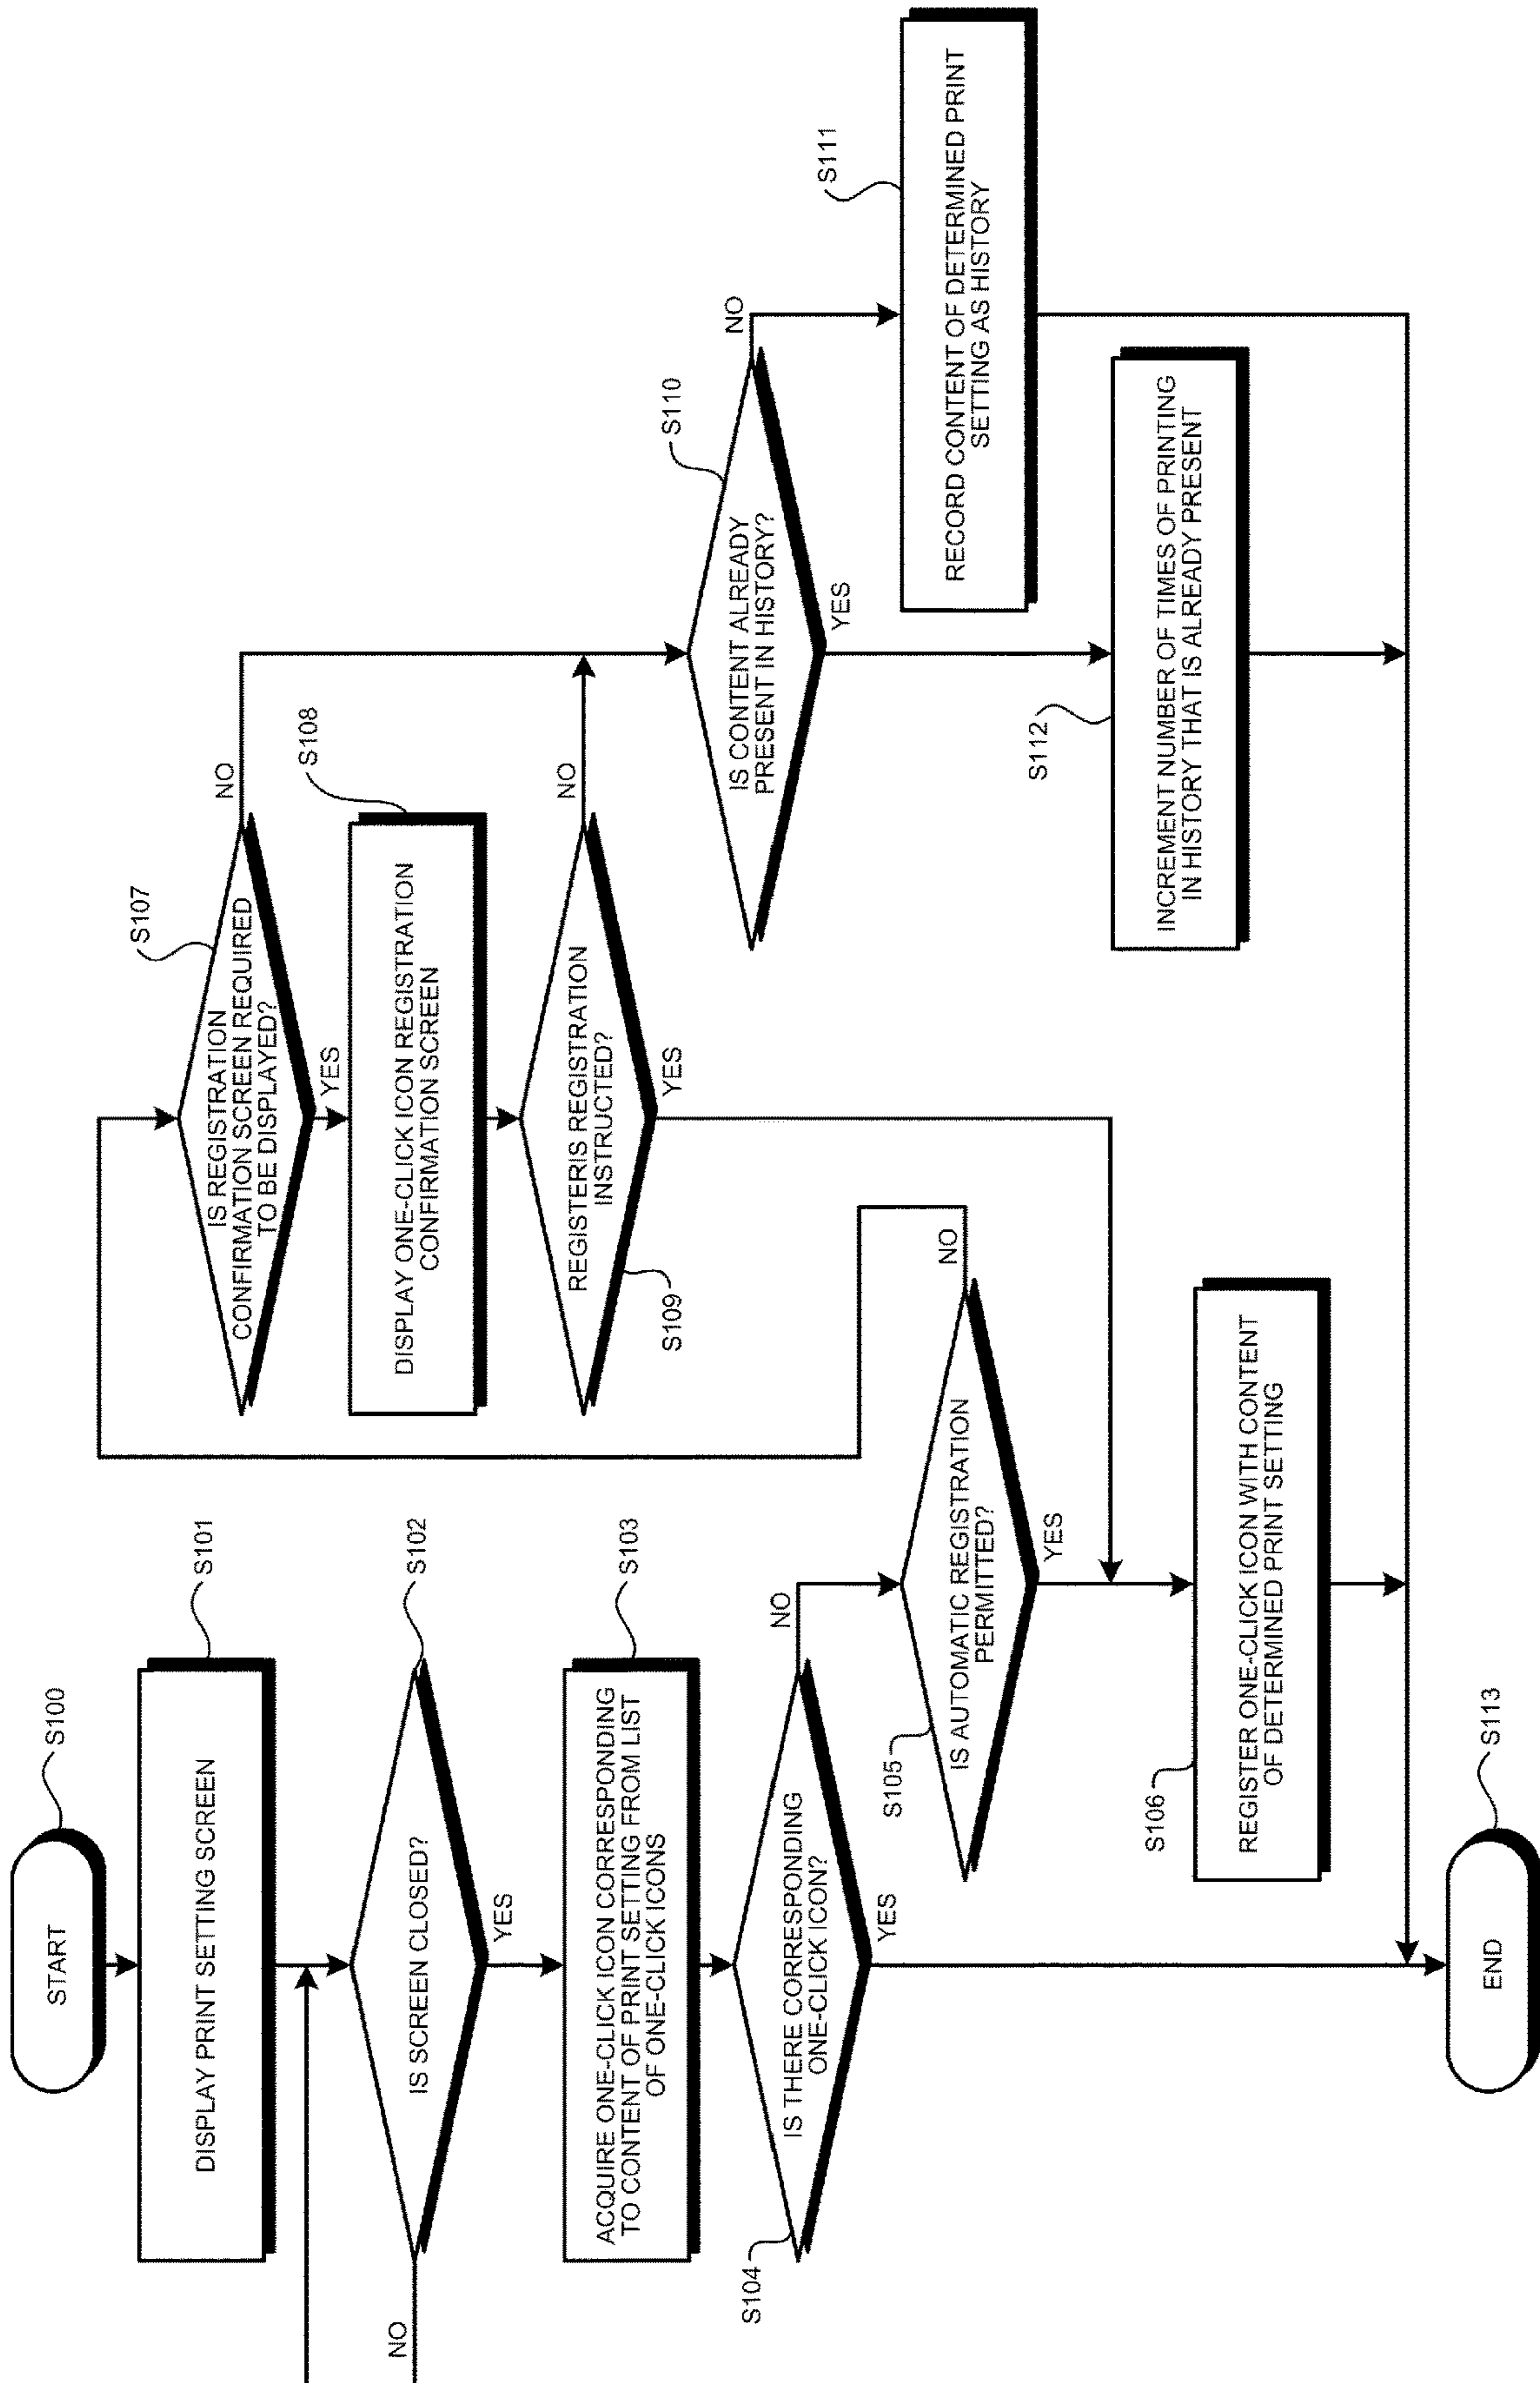 START
S100
DISPLAY PRINT SETTING SCREEN
S101
IS SCREEN CLOSED?
S102
NO
YES
ACQUIRE ONE-CLICK ICON CORRESPONDING
TO CONTENT OF PRINT SETTING FROM LIST
OF ONE-CLICK ICONS
S103
S104
IS THERE CORRESPONDING
ONE-CLICK ICON?
NO
YES
S105
IS AUTOMATIC REGISTRATION
PERMITTED?
NO
YES
S106
REGISTER ONE-CLICK ICON WITH CONTENT
OF DETERMINED PRINT SETTING
S107
IS REGISTRATION
CONFIRMATION SCREEN REQUIRED
TO BE DISPLAYED?
NO
YES
S108
DISPLAY ONE-CLICK ICON REGISTRATION
CONFIRMATION SCREEN
REGISTERIS REGISTRATION
INSTRUCTED?
S109
NO
YES
S110
IS CONTENT ALREADY
PRESENT IN HISTORY?
NO
YES
S111
RECORD CONTENT OF DETERMINED PRINT
SETTING AS HISTORY
S112
INCREMENT NUMBER OF TIMES OF PRINTING
IN HISTORY THAT IS ALREADY PRESENT
END
S113